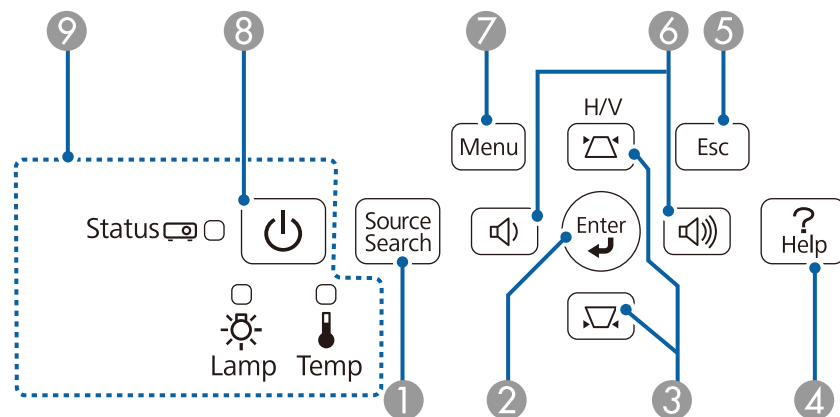 9
8
7
6
5
H/V
Menu
Esc
Status
Source
Search
Enter
?
Help
Lamp
Temp
1
2
3
4